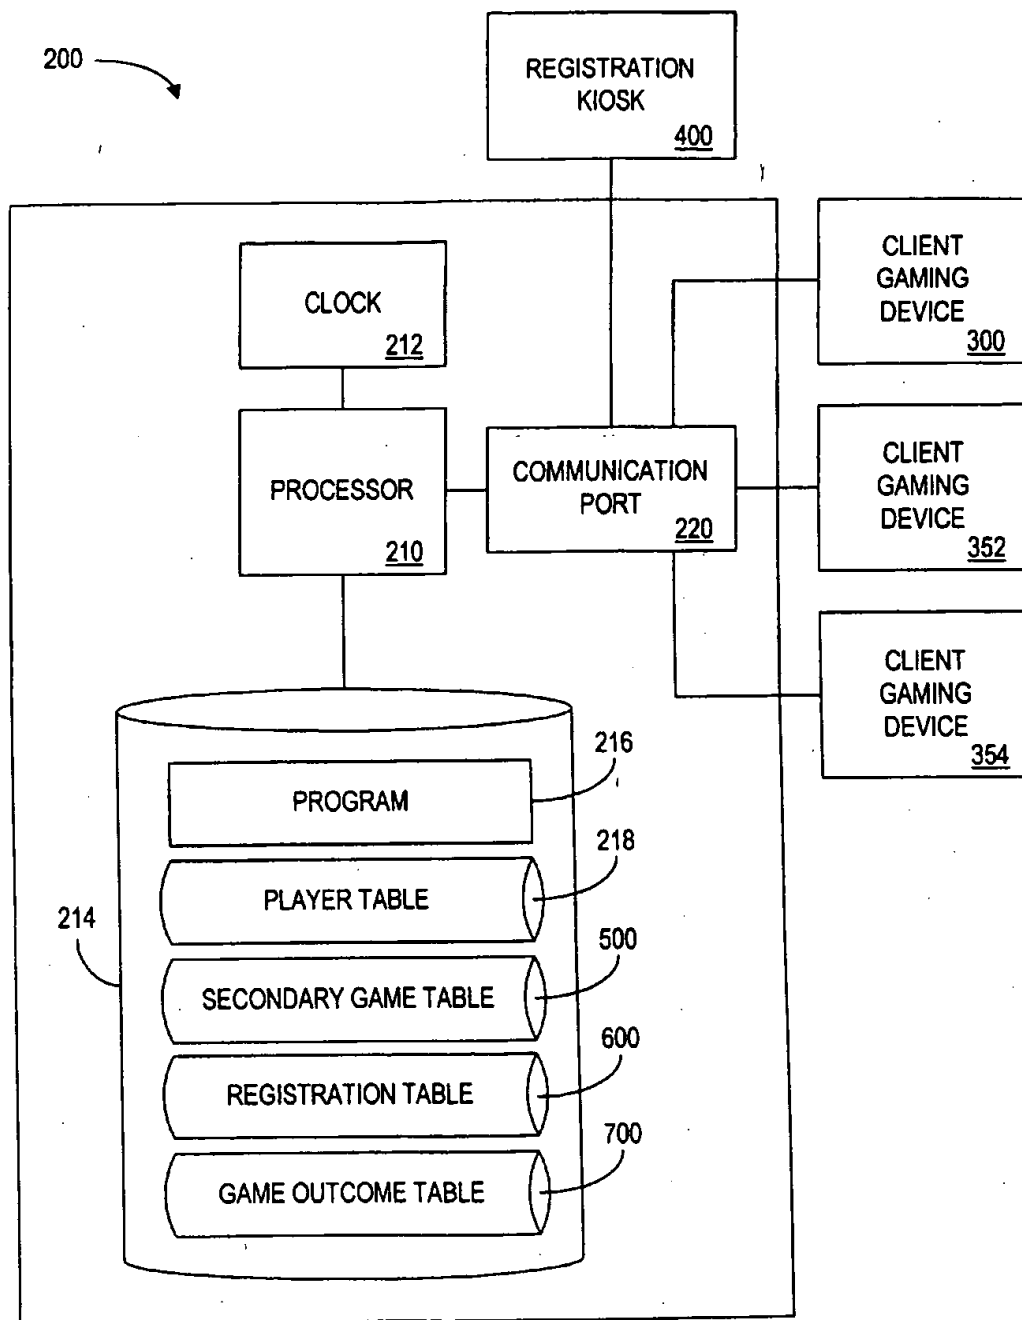 200
REGISTRATION
KIOSK
400
CLIENT
GAMING
DEVICE
300
CLOCK
212
PROCESSOR
210
COMMUNICATION
PORT
220
CLIENT
GAMING
DEVICE
352
CLIENT
GAMING
DEVICE
354
PROGRAM
216
PLAYER TABLE
218
214
SECONDARY GAME TABLE
500
REGISTRATION TABLE
600
GAME OUTCOME TABLE
700